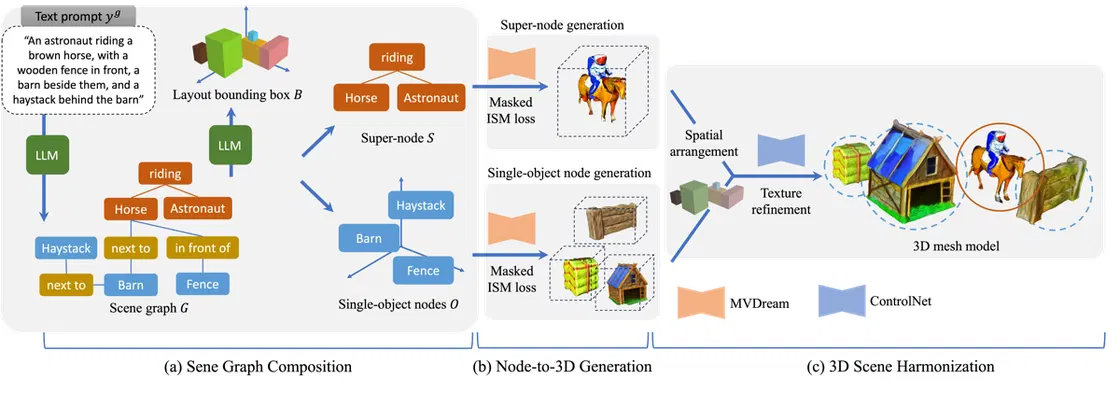 Text prompt y^g
“An astronaut riding a
brown horse, with a
wooden fence in front, a
barn beside them, and a
haystack behind the barn”
LLM
Layout bounding box B
LLM
riding
Horse Astronaut
Haystack next to in front of
next to Barn Fence
Scene graph G
riding
Horse Astronaut
Super-node S
Haystack
Barn
Fence
Single-object nodes O
(a) Sene Graph Composition
Super-node generation
Masked
ISM loss
Single-object node generation
Masked
ISM loss
(b) Node-to-3D Generation
Spatial
arrangement
Texture
refinement
3D mesh model
MVDream ControlNet
(c) 3D Scene Harmonization